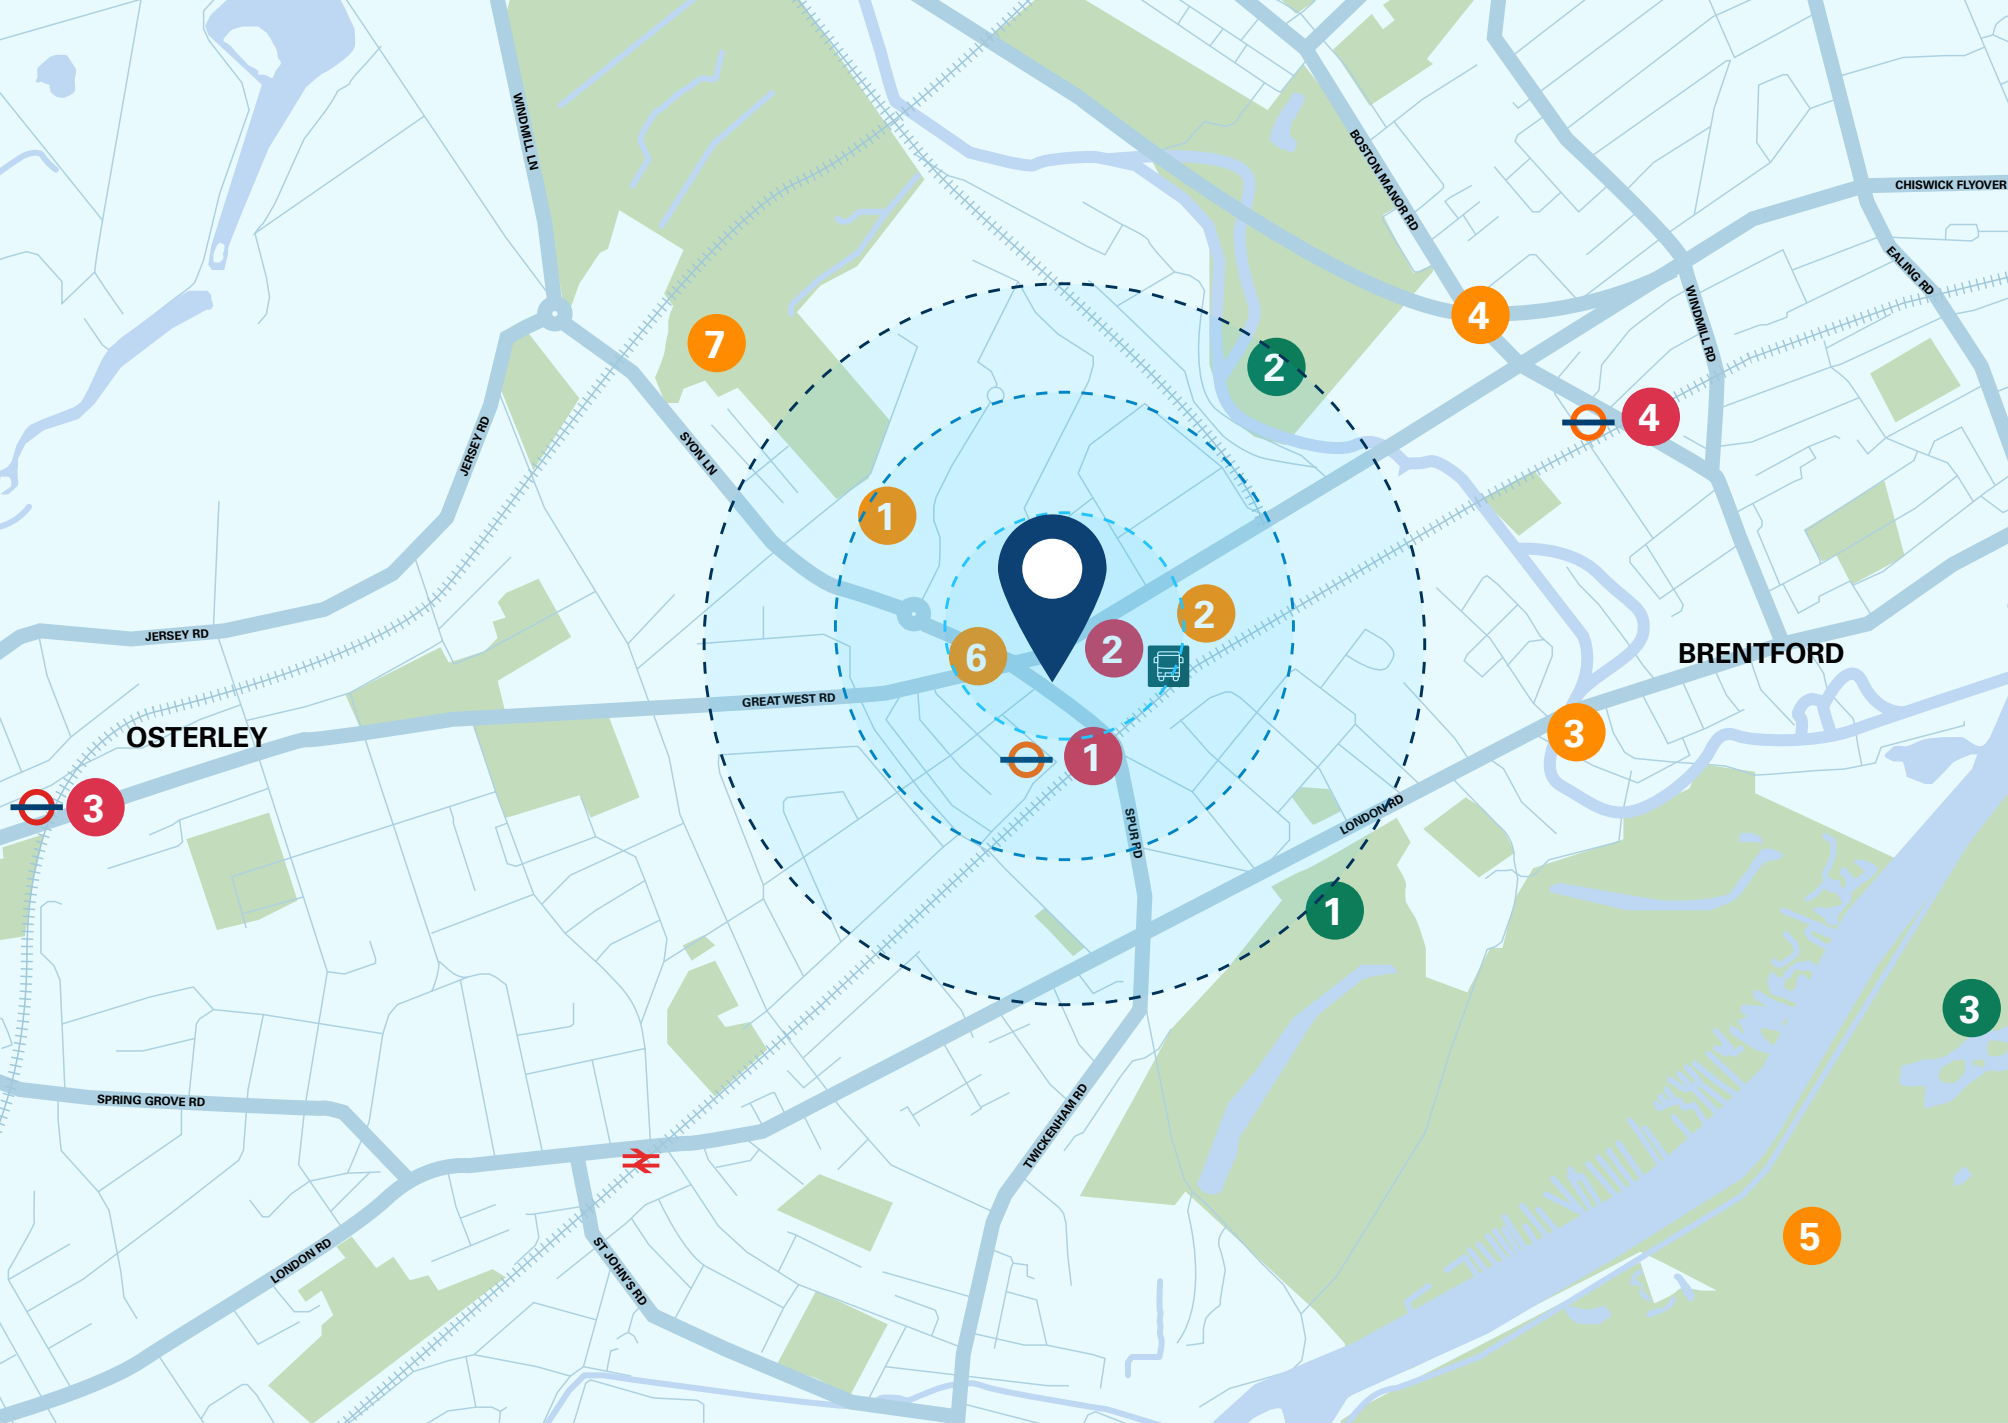 WINDMILL LN
BOSTON MANOR RD
CHISWICK FLYOVER
EALING RD
WINDMILL RD
4
7
2
4
JERSEY RD
SYON LN
1
2
JERSEY RD
2
6
BRENTFORD
GREAT WEST RD
OSTERLEY
3
1
3
LONDON RD
SPUR RD
1
3
SPRING GROVE RD
TWICKENHAM RD
5
LONDON RD
ST JOHN'S RD